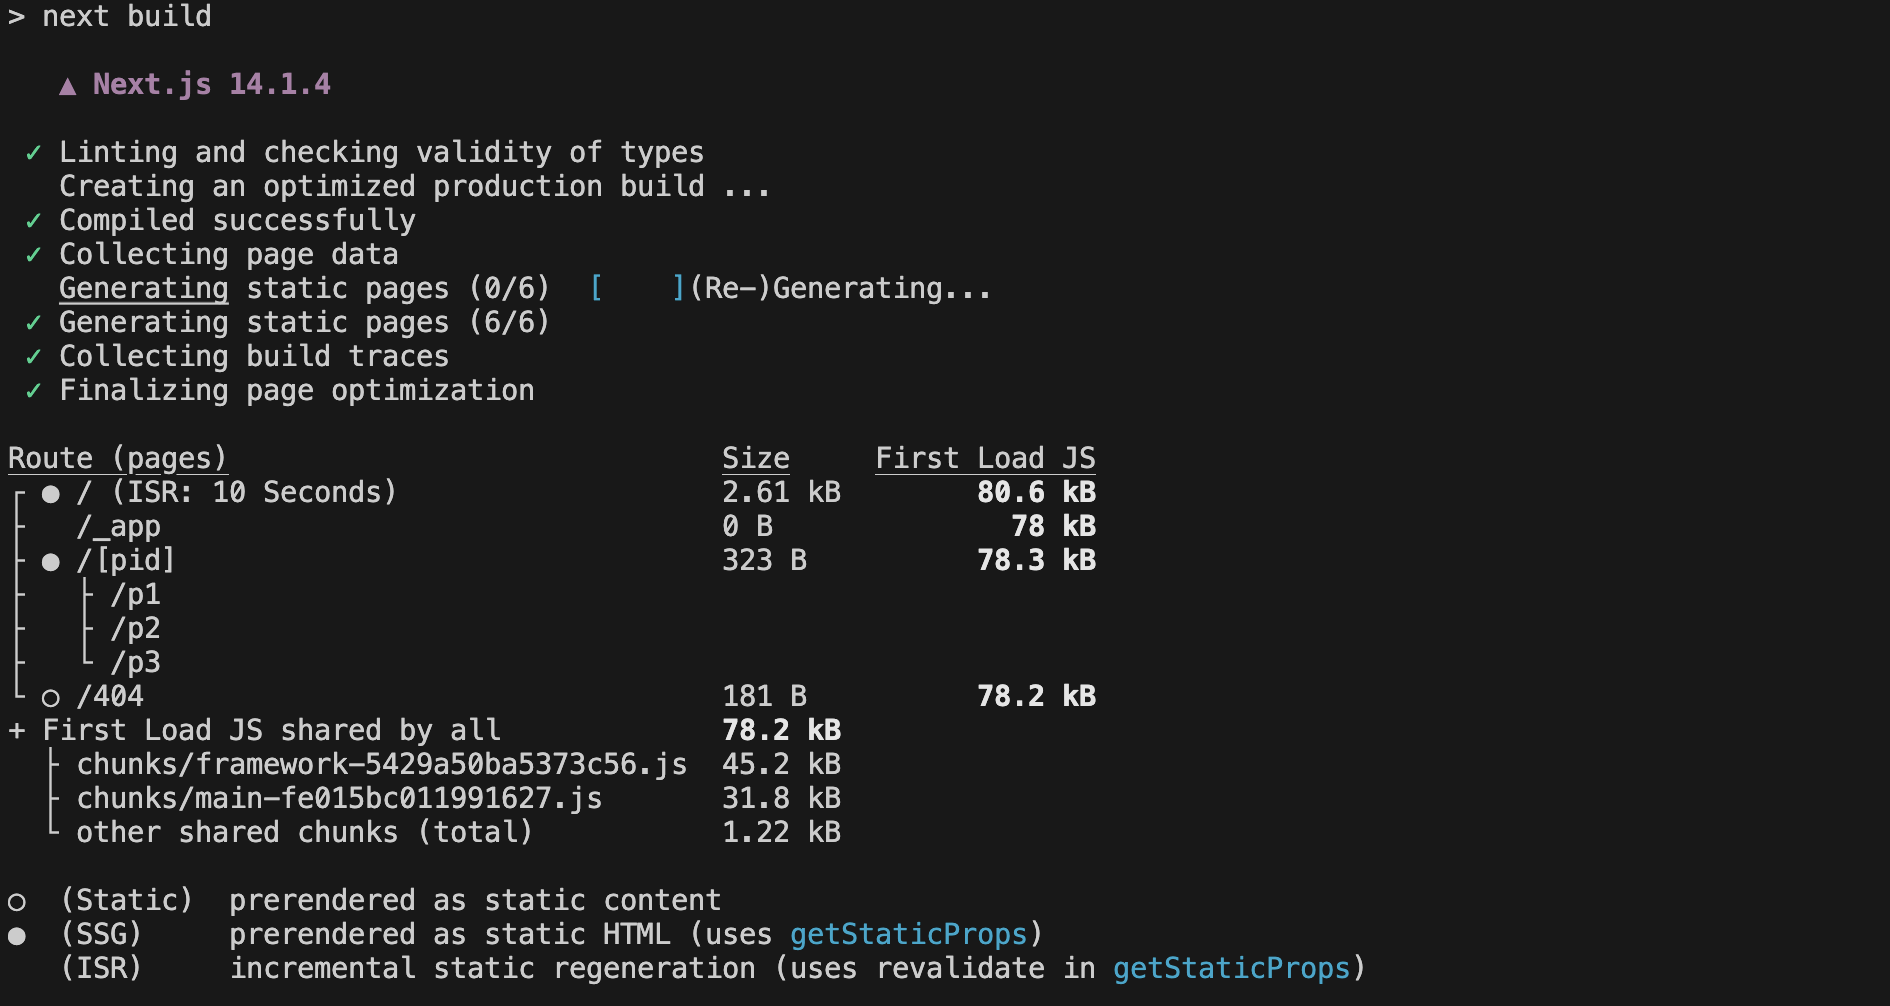 > next build
▲ Next.js 14.1.4
✓ Linting and checking validity of types
Creating an optimized production build ...
✓ Compiled successfully
✓ Collecting page data
Generating static pages (0/6)  [    ](Re-)Generating...
✓ Generating static pages (6/6)
✓ Collecting build traces
✓ Finalizing page optimization
Route (pages)                             Size     First Load JS
┌ ● / (ISR: 10 Seconds)                   2.61 kB        80.6 kB
├   /_app                                 0 B              78 kB
├ ● /[pid]                                323 B          78.3 kB
├   ├ /p1
├   ├ /p2
├   └ /p3
└ ○ /404                                  181 B          78.2 kB
+ First Load JS shared by all             78.2 kB
  ├ chunks/framework-5429a50ba5373c56.js  45.2 kB
  ├ chunks/main-fe015bc011991627.js       31.8 kB
  └ other shared chunks (total)           1.22 kB
○  (Static)  prerendered as static content
●  (SSG)     prerendered as static HTML (uses getStaticProps)
   (ISR)     incremental static regeneration (uses revalidate in getStaticProps)